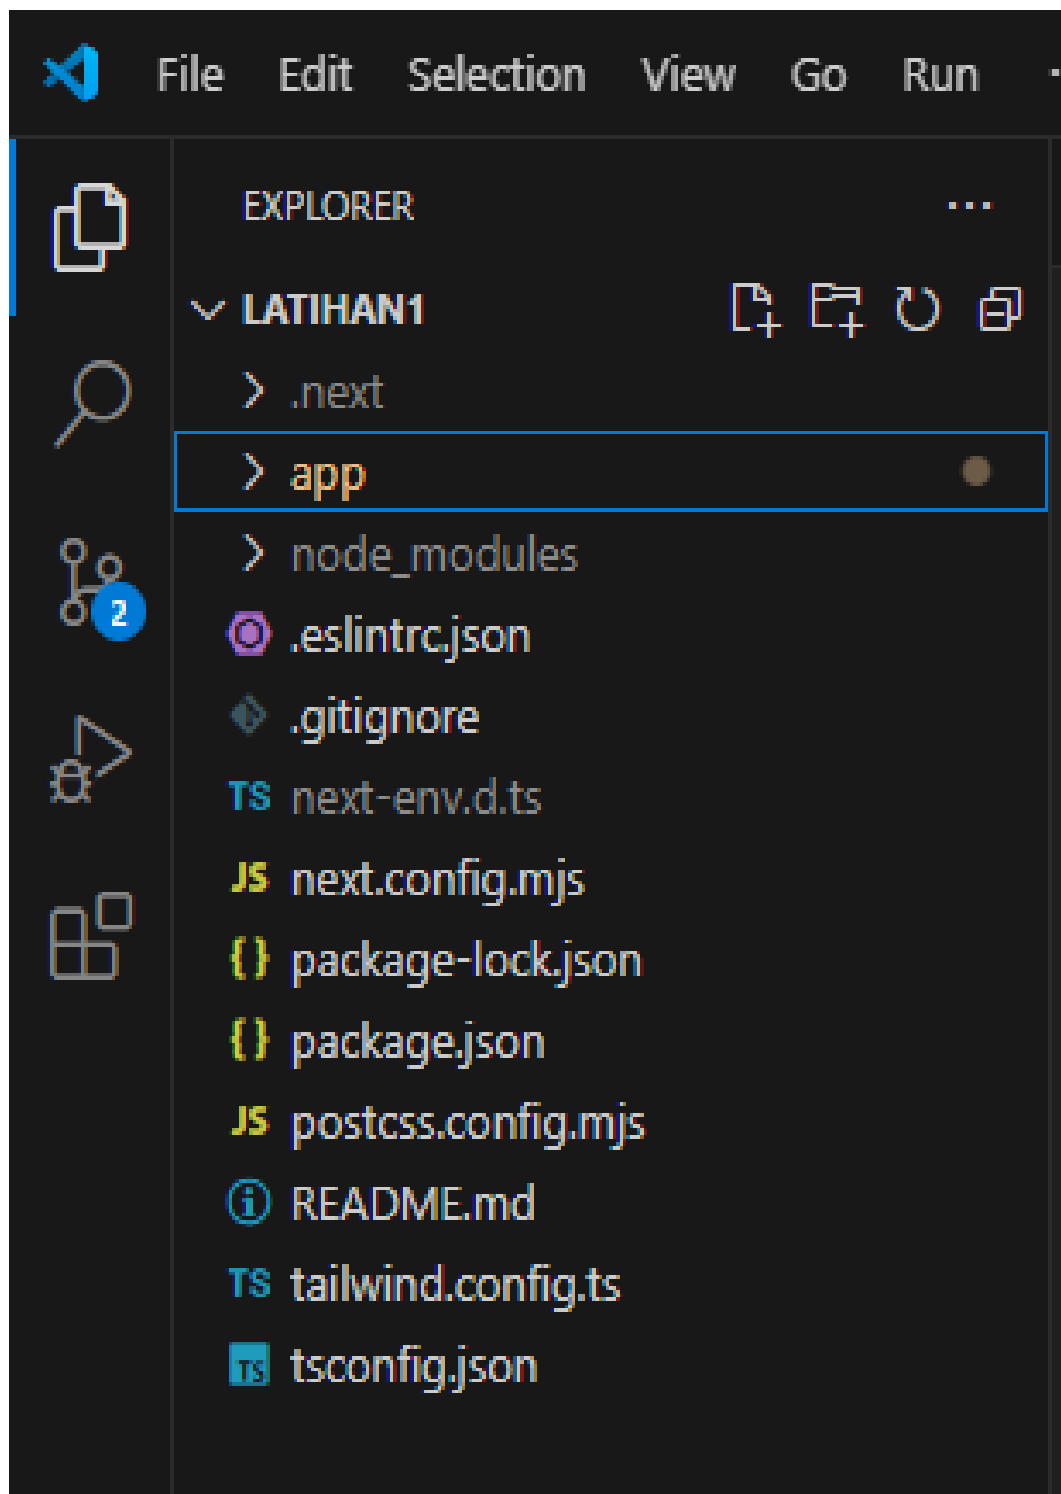 File Edit Selection View Go Run
EXPLORER
LATIHAN1
.next
app
node_modules
.eslintrc.json
.gitignore
2
TS next-env.d.ts
JS next.config.mjs
{} package-lock.json
{} package.json
JS postcss.config.mjs
README.md
TS tailwind.config.ts
TS tsconfig.json